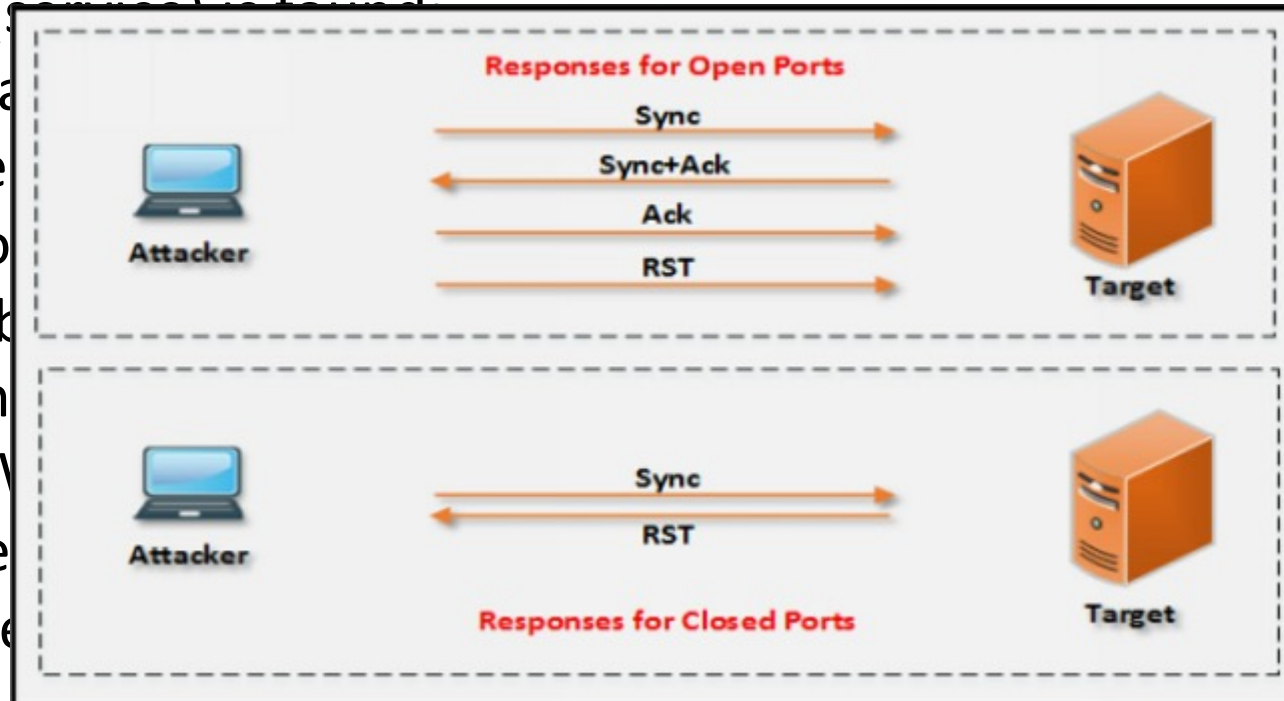 Responses for Open Ports
Sync
Sync+Ack
Ack
RST
Attacker
Target
Sync
RST
Attacker
Target
Responses for Closed Ports